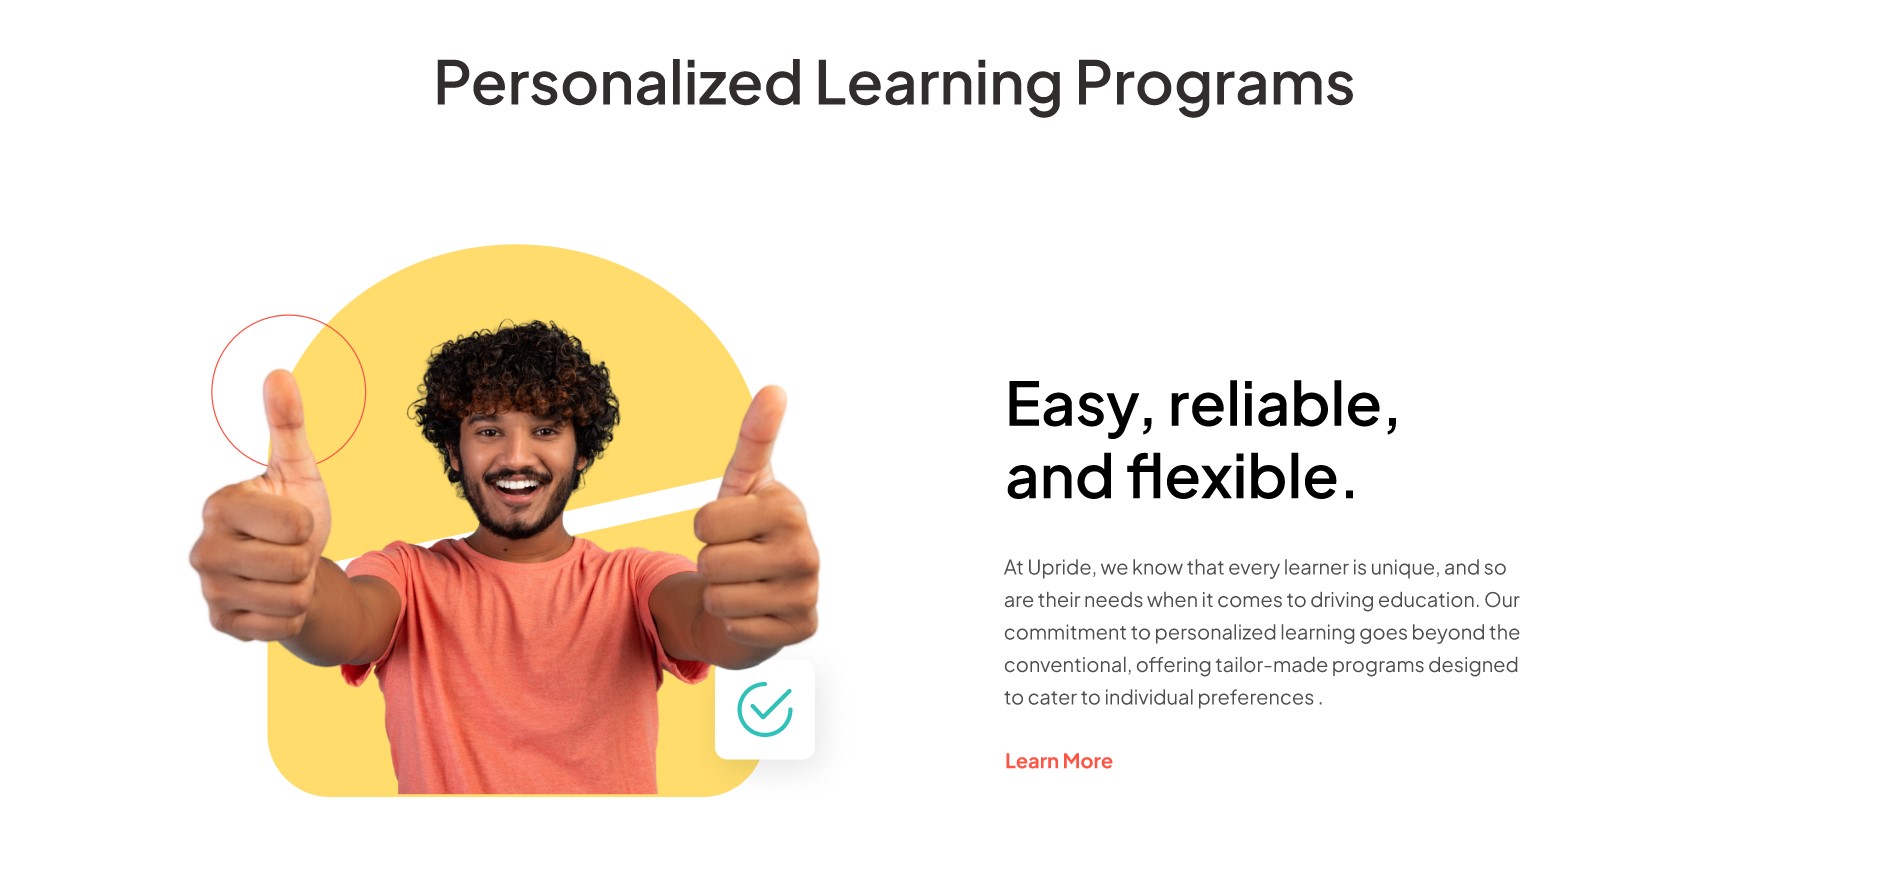 Personalized Learning Programs
Easy, reliable,
and flexible.
At Upride, we know that every learner is unique, and so
are their needs when it comes to driving education. Our
commitment to personalized learning goes beyond the
conventional, offering tailor-made programs designed
to cater to individual preferences .
Learn More